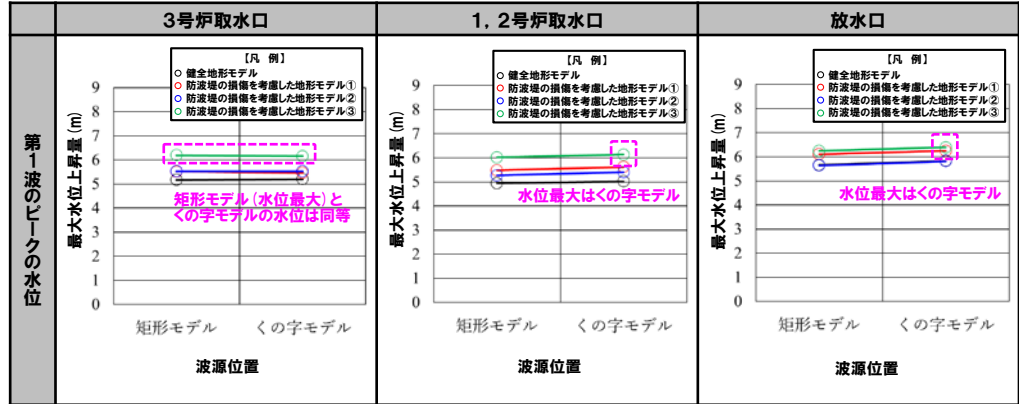 3号炉取水口
1，2号炉取水口
放水口
第1波のピークの水位
最大水位上昇量(m)
【凡 例】
健全地形モデル
防波堤の損傷を考慮した地形モデル①
防波堤の損傷を考慮した地形モデル②
防波堤の損傷を考慮した地形モデル③
9
8
7
6
5
4
3
2
1
0
矩形モデル（水位最大）と
くの字モデルの水位は同等
矩形モデル
くの字モデル
波源位置
最大水位上昇量(m)
【凡 例】
健全地形モデル
防波堤の損傷を考慮した地形モデル①
防波堤の損傷を考慮した地形モデル②
防波堤の損傷を考慮した地形モデル③
9
8
7
6
5
4
3
2
1
0
水位最大はくの字モデル
矩形モデル
くの字モデル
波源位置
最大水位上昇量(m)
【凡 例】
健全地形モデル
防波堤の損傷を考慮した地形モデル①
防波堤の損傷を考慮した地形モデル②
防波堤の損傷を考慮した地形モデル③
9
8
7
6
5
4
3
2
1
0
水位最大はくの字モデル
矩形モデル
くの字モデル
波源位置